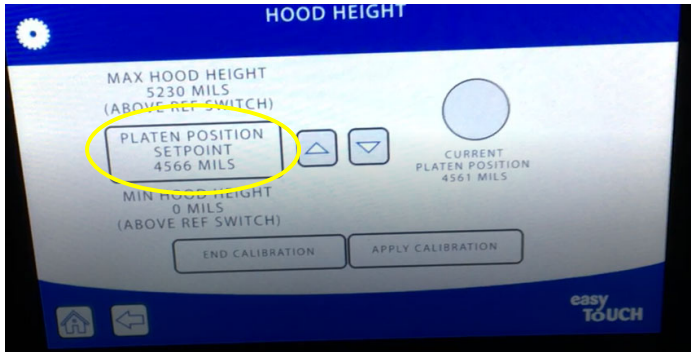 HOOD HEIGHT
MAX HOOD HEIGHT
5230 MILS
(ABOVE REF SWITCH)
PLATEN POSITION
SETPOINT
4566 MILS
MIN HOOD HEIGHT
0 MILS
(ABOVE REF SWITCH)
CURRENT
PLATEN POSITION
4561 MILS
END CALIBRATION
APPLY CALIBRATION
easy
TOUCH